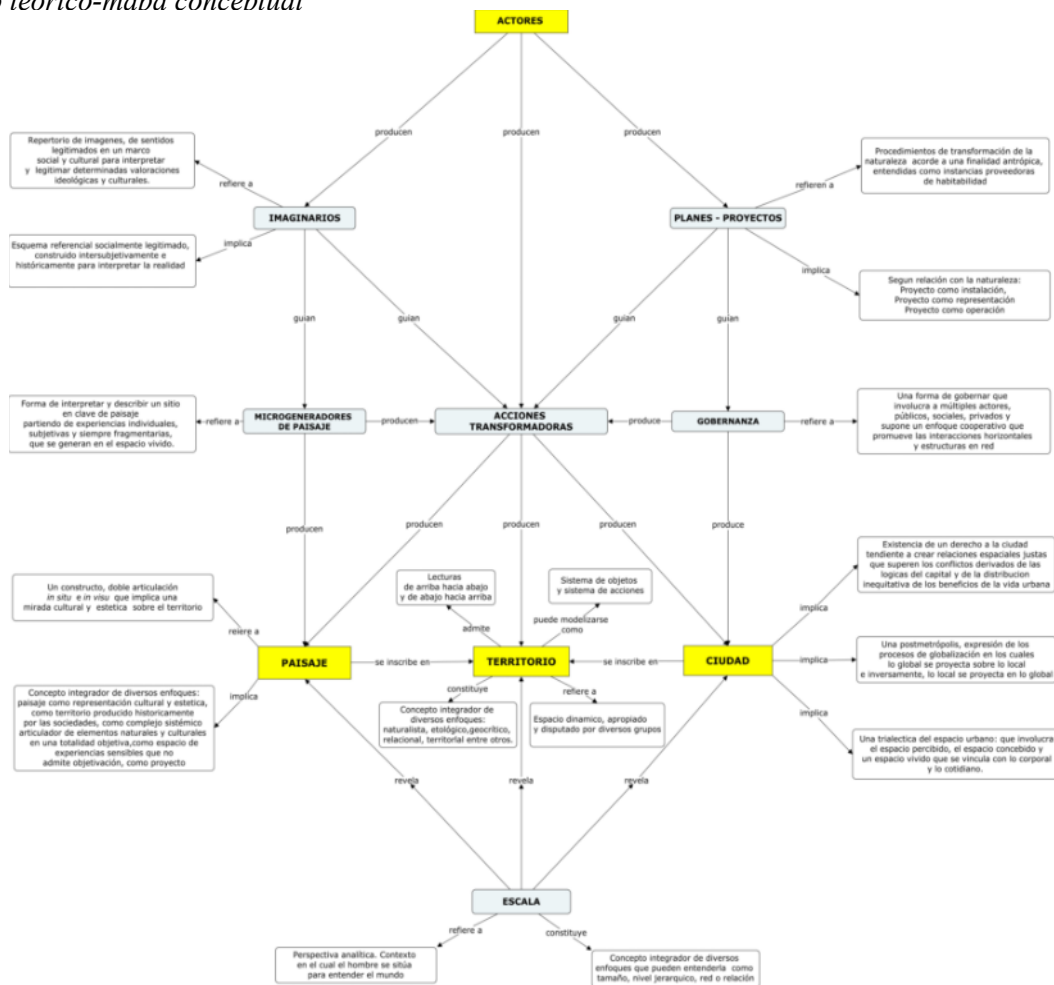 teórico-mapa conceptual
ACTORES
producen
producen
producen
Repertorio de imagenes, de sentidos
legitimados en un marco
social y cultural para interpretar
y legitimar determinadas valoraciones
ideológicas y culturales.
Procedimientos de transformación de la
naturaleza acorde a una finalidad antrópica,
entendidas como instancias proveedoras
de habitabilidad
refiere a
refieren a
IMAGINARIOS
PLANES - PROYECTOS
Esquema referencial socialmente legitimado,
construido intersubjetivamente e
históricamente para interpretar la realidad
implica
implica
Segun relación con la naturaleza:
Proyecto como instalación,
Proyecto como representación
Proyecto como operación
guian
guian
guian
guian
Forma de interpretar y describir un sitio
en clave de paisaje
partiendo de experiencias individuales,
subjetivas y siempre fragmentarias,
que se generan en el espacio vivido.
refiere a
MICROGENERADORES
DE PAISAJE
producen
ACCIONES
TRANSFORMADORAS
produce
GOBERNANZA
refiere a
Una forma de gobernar que
involucra a múltiples actores,
públicos, sociales, privados y
supone un enfoque cooperativo que
promueve las interacciones horizontales
y estructuras en red
producen
producen
producen
producen
produce
Existencia de un derecho a la ciudad
tendiente a crear relaciones espaciales justas
que superen los conflictos derivados de las
logicas del capital y de la distribucion
inequitativa de los beneficios de la vida urbana
Un constructo, doble articulación
in situ e in visu que implica una
mirada cultural y estetica sobre el territorio
Lecturas
de arriba hacia abajo
y de abajo hacia arriba
Sistema de objetos
y sistema de acciones
reiere a
admite
puede modelizarse
como
implica
PAISAJE
se inscribe en
TERRITORIO
se inscribe en
CIUDAD
implica
Una postmetrópolis, expresión de los
procesos de globalización en los cuales
lo global se proyecta sobre lo local
e inversamente, lo local se proyecta en lo global
implica
constituye
refiere a
implica
Concepto integrador de diversos enfoques:
paisaje como representación cultural y estetica,
como territorio producido historicamente
por las sociedades, como complejo sistémico
articulador de elementos naturales y culturales
en una totalidad objetiva,como espacio de
experiencias sensibles que no
admite objetivación, como proyecto
Concepto integrador de
diversos enfoques:
naturalista, etológico,geocrítico,
relacional, territorial entre otros.
Espacio dinamico, apropiado
y disputado por diversos grupos
Una trialectica del espacio urbano: que involucra
el espacio percibido, el espacio concebido y
un espacio vivido que se vincula con lo corporal
y lo cotidiano.
revela
revela
revela
ESCALA
refiere a
constituye
Perspectiva analítica. Contexto
en el cual el hombre se sitúa
para entender el mundo
Concepto integrador de diversos
enfoques que pueden entenderla como
tamaño, nivel jerarquico, red o relación